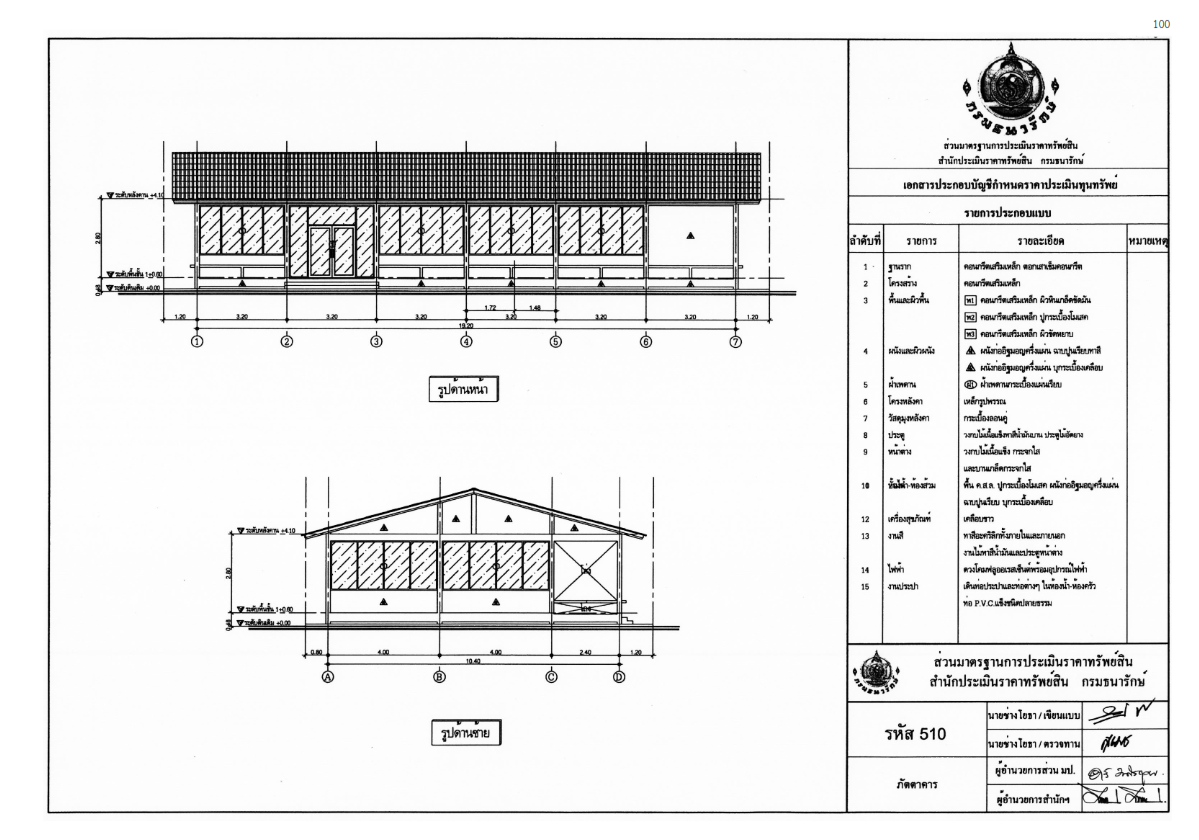 100
ระดับหลังคาน +4.10
2.80
ระดับพื้นชั้น 1+0.60
ระดับดินเดิม +0.00
1.72 1.48
1.20 3.20 3.20 3.20 3.20 3.20 3.20 1.20
19.20
1 2 3 4 5 6 7
รูปด้านหน้า
ระดับหลังคาน +4.10
2.80
ระดับพื้นชั้น 1+0.60
ระดับดินเดิม +0.00
0.80 4.00 4.00 2.40 1.20
10.40
A B C D
รูปด้านซ้าย
กรมธนารักษ์
ส่วนมาตรฐานการประเมินราคาทรัพย์สิน
สำนักประเมินราคาทรัพย์สิน กรมธนารักษ์
เอกสารประกอบบัญชีกำหนดราคาประเมินทุนทรัพย์
รายการประกอบแบบ
ลำดับที่ รายการ รายละเอียด หมายเหตุ
1 ฐานราก คอนกรีตเสริมเหล็ก ตอกเสาเข็มคอนกรีต
2 โครงสร้าง คอนกรีตเสริมเหล็ก
3 พื้นและผิวพื้น พ1 คอนกรีตเสริมเหล็ก ผิวหินเกล็ดขัดมัน
พ2 คอนกรีตเสริมเหล็ก ปูกระเบื้องโมเสค
พ3 คอนกรีตเสริมเหล็ก ผิวขัดหยาบ
4 ผนังและผิวผนัง ผนังก่ออิฐมอญครึ่งแผ่น ฉาบปูนเรียบทาสี
ผนังก่ออิฐมอญครึ่งแผ่น บุกระเบื้องเคลือบ
5 ฝ้าเพดาน ฝ1 ฝ้าเพดานกระเบื้องแผ่นเรียบ
6 โครงหลังคา เหล็กรูปพรรณ
7 วัสดุมุงหลังคา กระเบื้องลอนคู่
8 ประตู วงกบไม้เนื้อแข็งทาสีน้ำมันบาน ประตูไม้อัดยาง
9 หน้าต่าง วงกบไม้เนื้อแข็ง กระจกใส
และบานเกล็ดกระจกใส
10 ห้องน้ำ-ห้องส้วม พื้น ค.ส.ล. ปูกระเบื้องโมเสค ผนังก่ออิฐมอญครึ่งแผ่น
ฉาบปูนเรียบ บุกระเบื้องเคลือบ
12 เครื่องสุขภัณฑ์ เคลือบขาว
13 งานสี ทาสีอะคริลิกทั้งภายในและภายนอก
งานไม้ทาสีน้ำมันและประตูหน้าต่าง
14 ไฟฟ้า ดวงโคมฟลูออเรสเซ็นต์พร้อมอุปกรณ์ไฟฟ้า
15 งานประปา เดินท่อประปาและท่อต่างๆ ในห้องน้ำ-ห้องครัว
ท่อ P.V.C.แข็งชนิดปลายธรรม
ส่วนมาตรฐานการประเมินราคาทรัพย์สิน
สำนักประเมินราคาทรัพย์สิน กรมธนารักษ์
รหัส 510
นายช่างโยธา / เขียนแบบ
นายช่างโยธา / ตรวจทาน
ภัตตาคาร
ผู้อำนวยการส่วน มป.
ผู้อำนวยการสำนักฯ